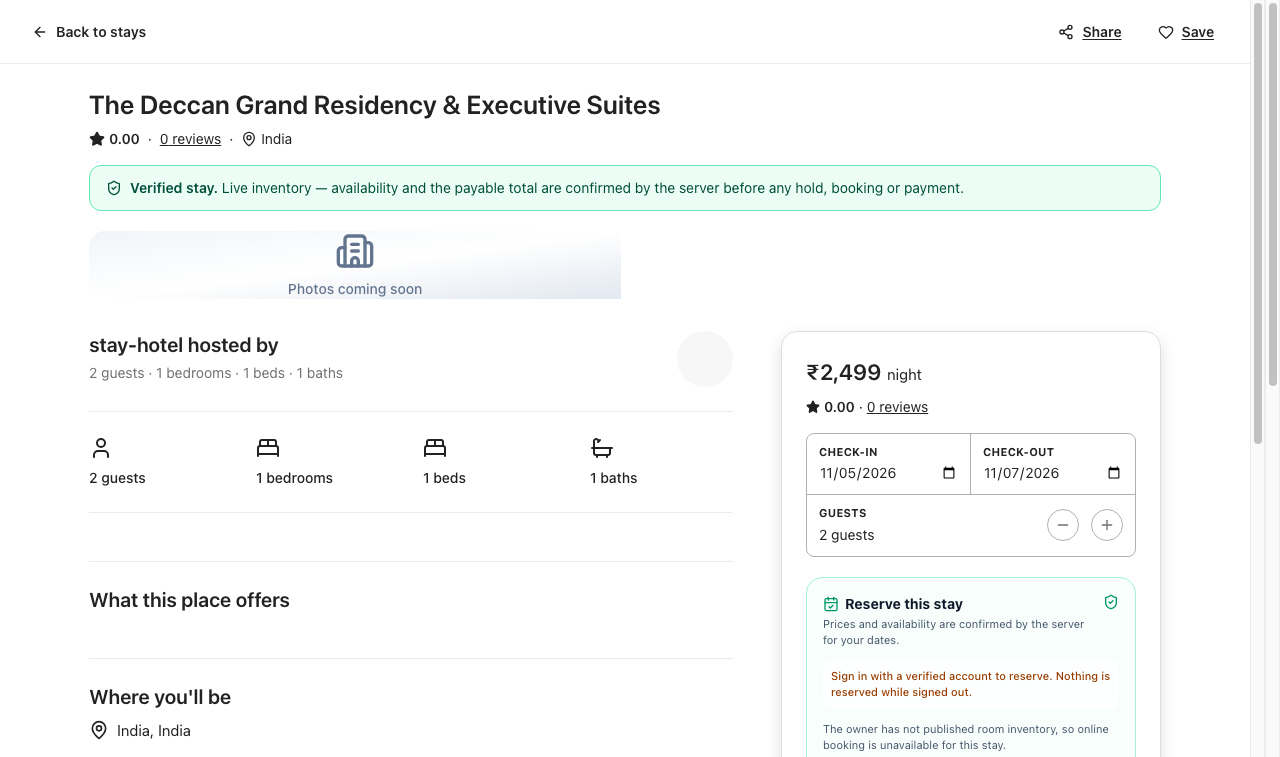 Back to stays
Share
Save
The Deccan Grand Residency & Executive Suites
0.00 · 0 reviews · India
Verified stay. Live inventory — availability and the payable total are confirmed by the server before any hold, booking or payment.
Photos coming soon
stay-hotel hosted by
2 guests · 1 bedrooms · 1 beds · 1 baths
2 guests
1 bedrooms
1 beds
1 baths
What this place offers
Where you'll be
India, India
₹2,499 night
0.00 · 0 reviews
CHECK-IN
11/05/2026
CHECK-OUT
11/07/2026
GUESTS
2 guests
Reserve this stay
Prices and availability are confirmed by the server
for your dates.
Sign in with a verified account to reserve. Nothing is
reserved while signed out.
The owner has not published room inventory, so online
booking is unavailable for this stay.